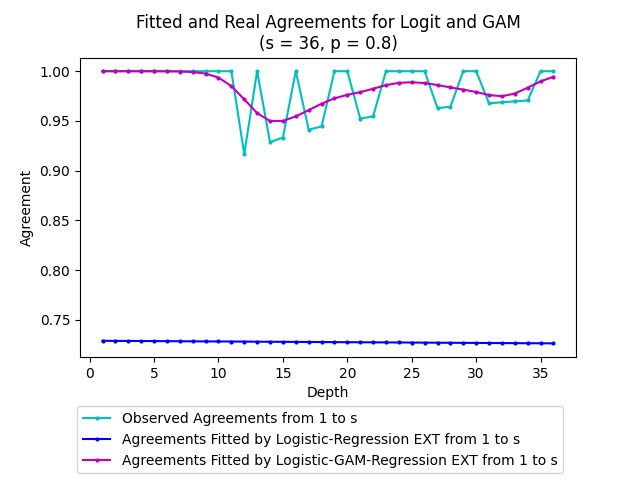 Fitted and Real Agreements for Logit and GAM
(s = 36, p = 0.8)
1.00
0.95
0.90
0.85
0.80
0.75
Agreement
0 5 10 15 20 25 30 35
Depth
Observed Agreements from 1 to s
Agreements Fitted by Logistic-Regression EXT from 1 to s
Agreements Fitted by Logistic-GAM-Regression EXT from 1 to s